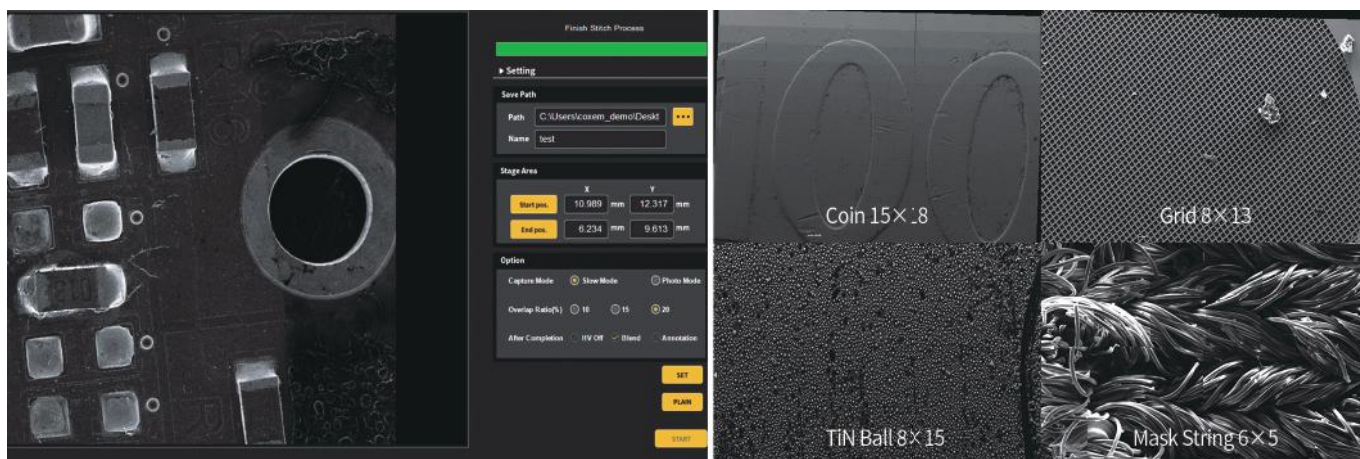 Finish Stitch Process
▶ Setting
Save Path
Path C:\Users\coxem_demo\Deskt ...
Name test
Stage Area
X Y
Start pos. 10.989 mm 12.317 mm
End pos. 6.234 mm 9.613 mm
Option
Capture Mode Slow Mode Photo Mode
Overlap Ratio(%) 10 15 20
After Completion HV Off Blend Annotation
SET
PLAIN
START
Coin 15×18
Grid 8×13
TiN Ball 8×15
Mask String 6×5